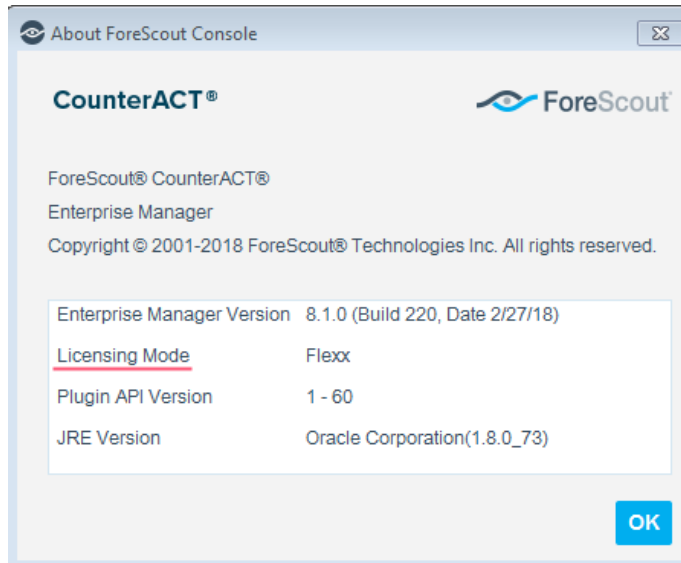 About ForeScout Console
CounterACT®
ForeScout
ForeScout® CounterACT®
Enterprise Manager
Copyright © 2001-2018 ForeScout® Technologies Inc. All rights reserved.
Enterprise Manager Version 8.1.0 (Build 220, Date 2/27/18)
Licensing Mode Flexx
Plugin API Version 1 - 60
JRE Version Oracle Corporation(1.8.0_73)
OK